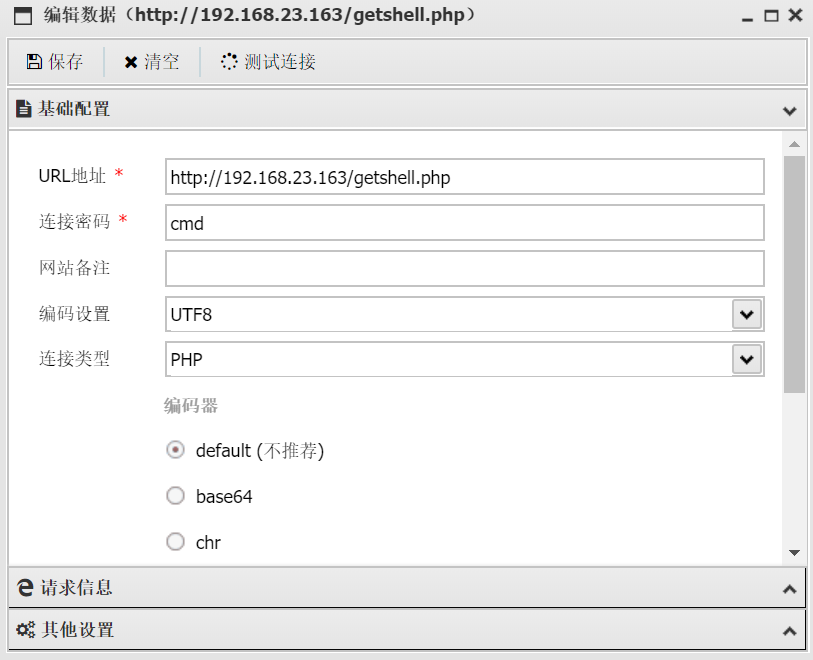 编辑数据（http://192.168.23.163/getshell.php）
保存 清空 测试连接
基础配置
URL地址 * http://192.168.23.163/getshell.php
连接密码 * cmd
网站备注
编码设置 UTF8
连接类型 PHP
编码器
default (不推荐)
base64
chr
请求信息
其他设置